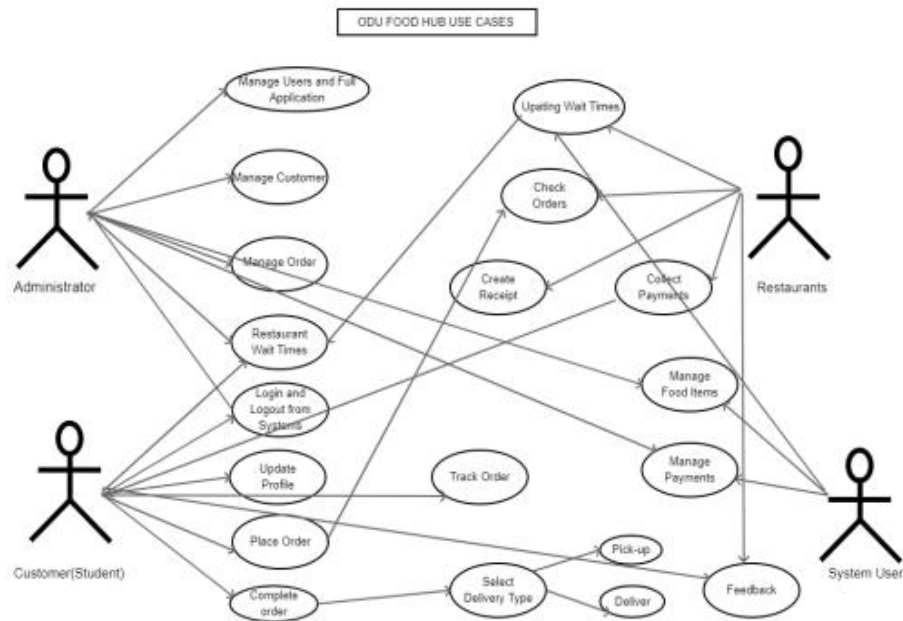 ODU FOOD HUB USE CASES
Manage Users and Full
Application
Upating Wait Times
Manage Customer
Check
Orders
Administrator
Manage Order
Create
Receipt
Collect
Payments
Restaurants
Restaurant
Wait Times
Manage
Food Items
Login and
Logout from
Systems
Update
Profile
Track Order
Manage
Payments
Place Order
Pick-up
Customer(Student)
System User
Complete
order
Select
Delivery Type
Deliver
Feedback